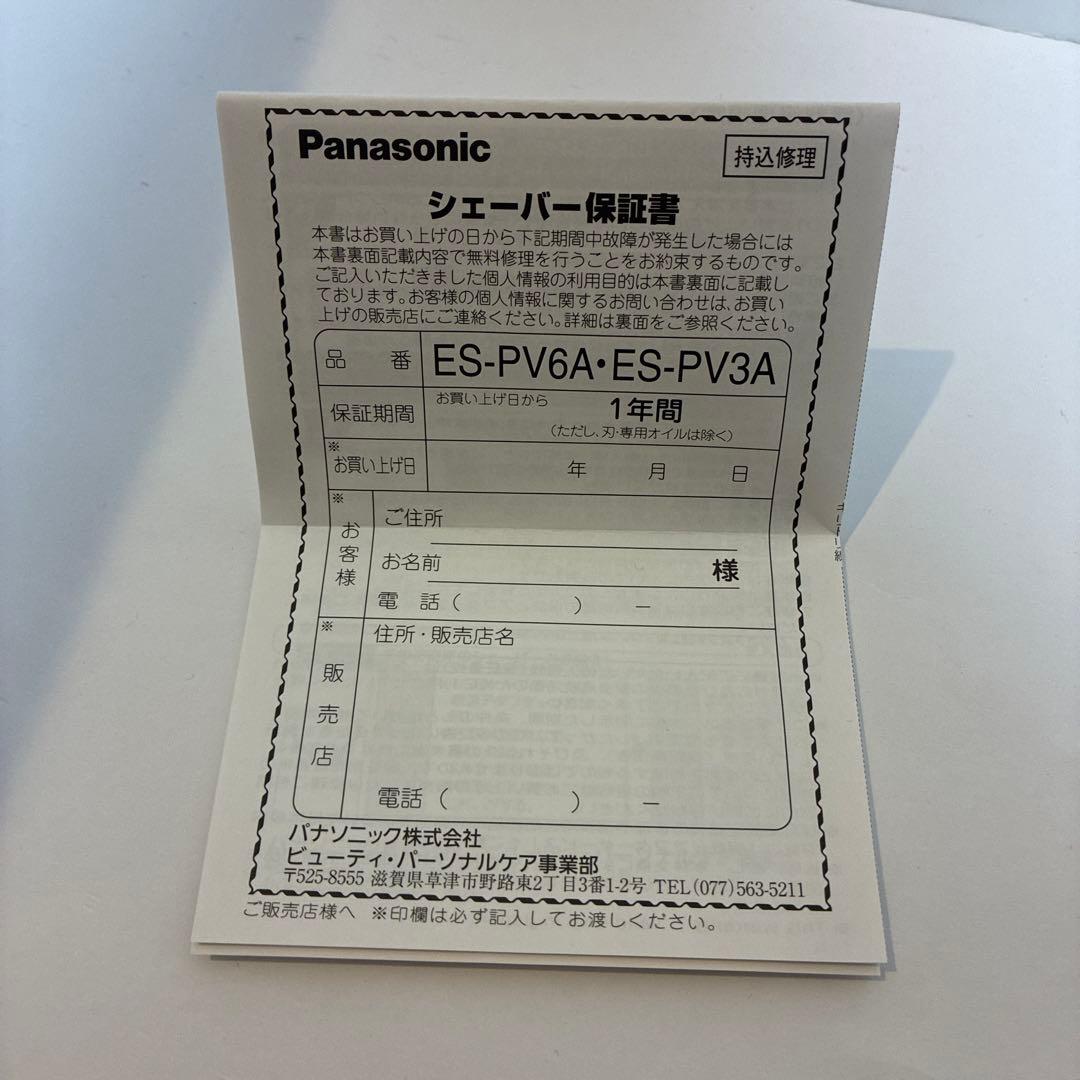 Panasonic
持込修理
シェーバー保証書
本書はお買い上げの日から下記期間中故障が発生した場合には
本書裏面記載内容で無料修理を行うことをお約束するものです。
ご記入いただきました個人情報の利用目的は本書裏面に記載し
ております。お客様の個人情報に関するお問い合わせは、お買い
上げの販売店にご連絡ください。詳細は裏面をご参照ください。
品番 ES-PV6A・ES-PV3A
保証期間 お買い上げ日から 1年間
(ただし、刃・専用オイルは除く)
※お買い上げ日 年 月 日
※お客様
ご住所
お名前 様
電話( ) －
※販売店
住所・販売店名
電話( ) －
パナソニック株式会社
ビューティ・パーソナルケア事業部
〒525-8555 滋賀県草津市野路東2丁目3番1-2号 TEL(077)563-5211
ご販売店様へ ※印欄は必ず記入してお渡しください。